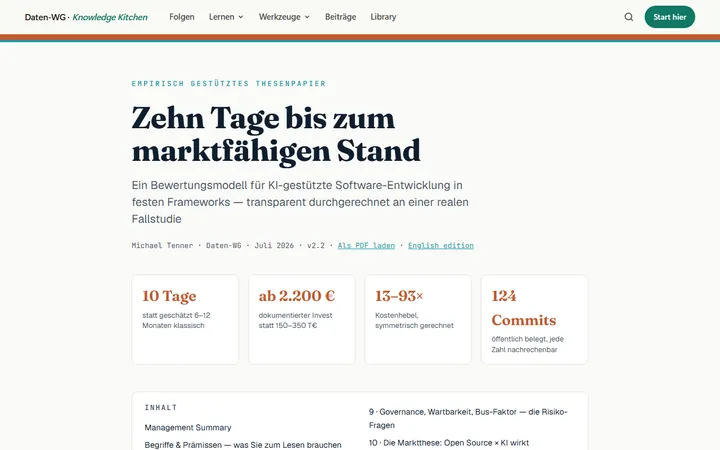 Daten-WG · Knowledge Kitchen
Folgen
Lernen
Werkzeuge
Beiträge
Library
Start hier
EMPIRISCH GESTÜTZTES THESENPAPIER
Zehn Tage bis zum
marktfähigen Stand
Ein Bewertungsmodell für KI-gestützte Software-Entwicklung in
festen Frameworks — transparent durchgerechnet an einer realen
Fallstudie
Michael Tenner · Daten-WG · Juli 2026 · v2.2 · Als PDF laden · English edition
10 Tage
statt geschätzt 6–12
Monaten klassisch
ab 2.200 €
dokumentierter Invest
statt 150–350 T€
13–93×
Kostenhebel,
symmetrisch gerechnet
124
Commits
öffentlich belegt, jede
Zahl nachrechenbar
INHALT
Management Summary
Begriffe & Prämissen — was Sie zum Lesen brauchen
9 · Governance, Wartbarkeit, Bus-Faktor — die Risiko-
Fragen
10 · Die Marktthese: Open Source × KI wirkt